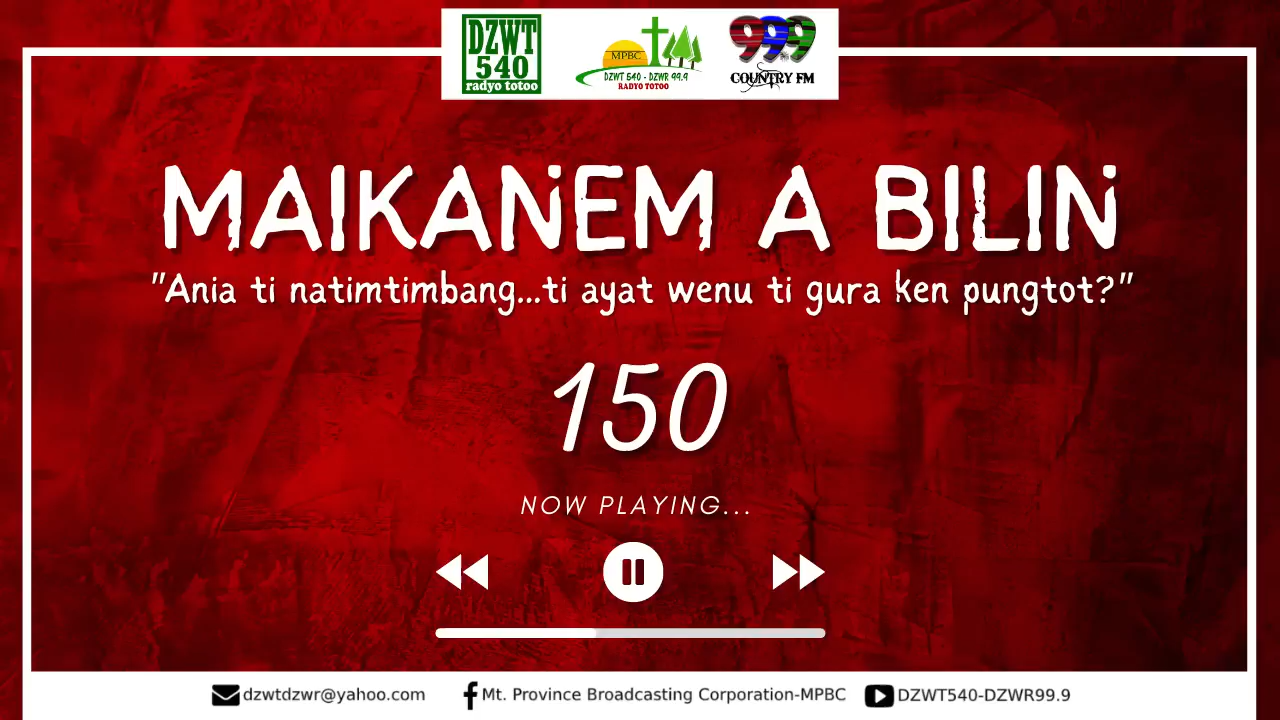 DZWT
540
radyo totoo
MPBC
DZWT 540 - DZWR 99.9
RADYO TOTOO
99.9
COUNTRY FM
MAIKANEM A BILIN
"Ania ti natimtimbang...ti ayat wenu ti gura ken pungtot?"
150
NOW PLAYING...
dzwtdzwr@yahoo.com
Mt. Province Broadcasting Corporation-MPBC
DZWT540-DZWR99.9